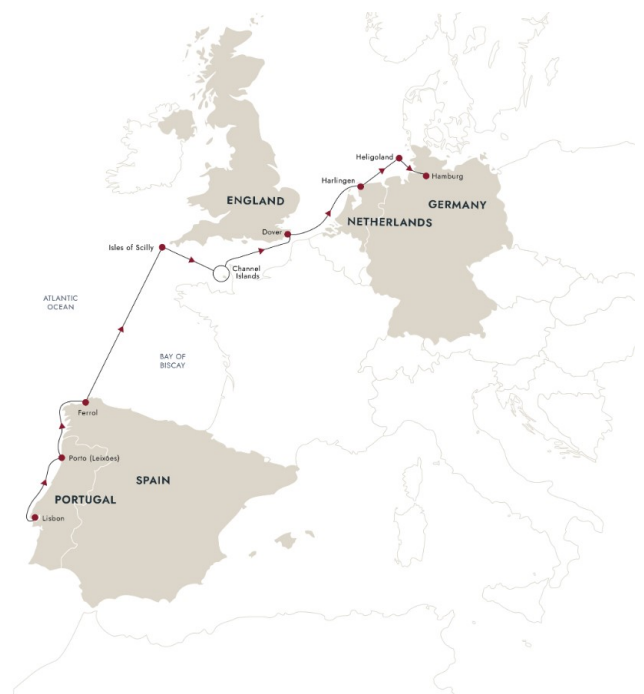 Heligoland
Hamburg
Harlingen
ENGLAND
GERMANY
NETHERLANDS
Dover
Isles of Scilly
Channel
Islands
ATLANTIC
OCEAN
BAY OF
BISCAY
Ferrol
Porto (Leixões)
SPAIN
PORTUGAL
Lisbon